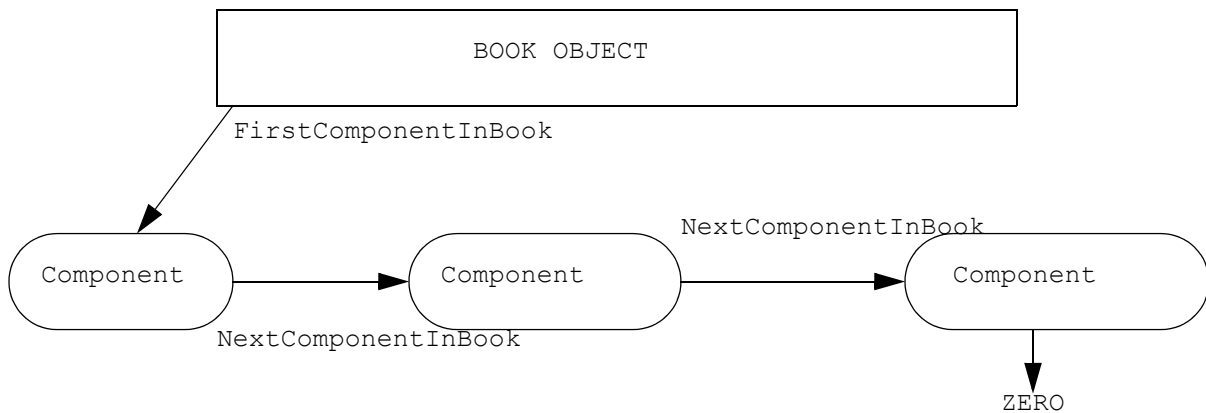 BOOK OBJECT
FirstComponentInBook
NextComponentInBook
Component
Component
Component
NextComponentInBook
ZERO